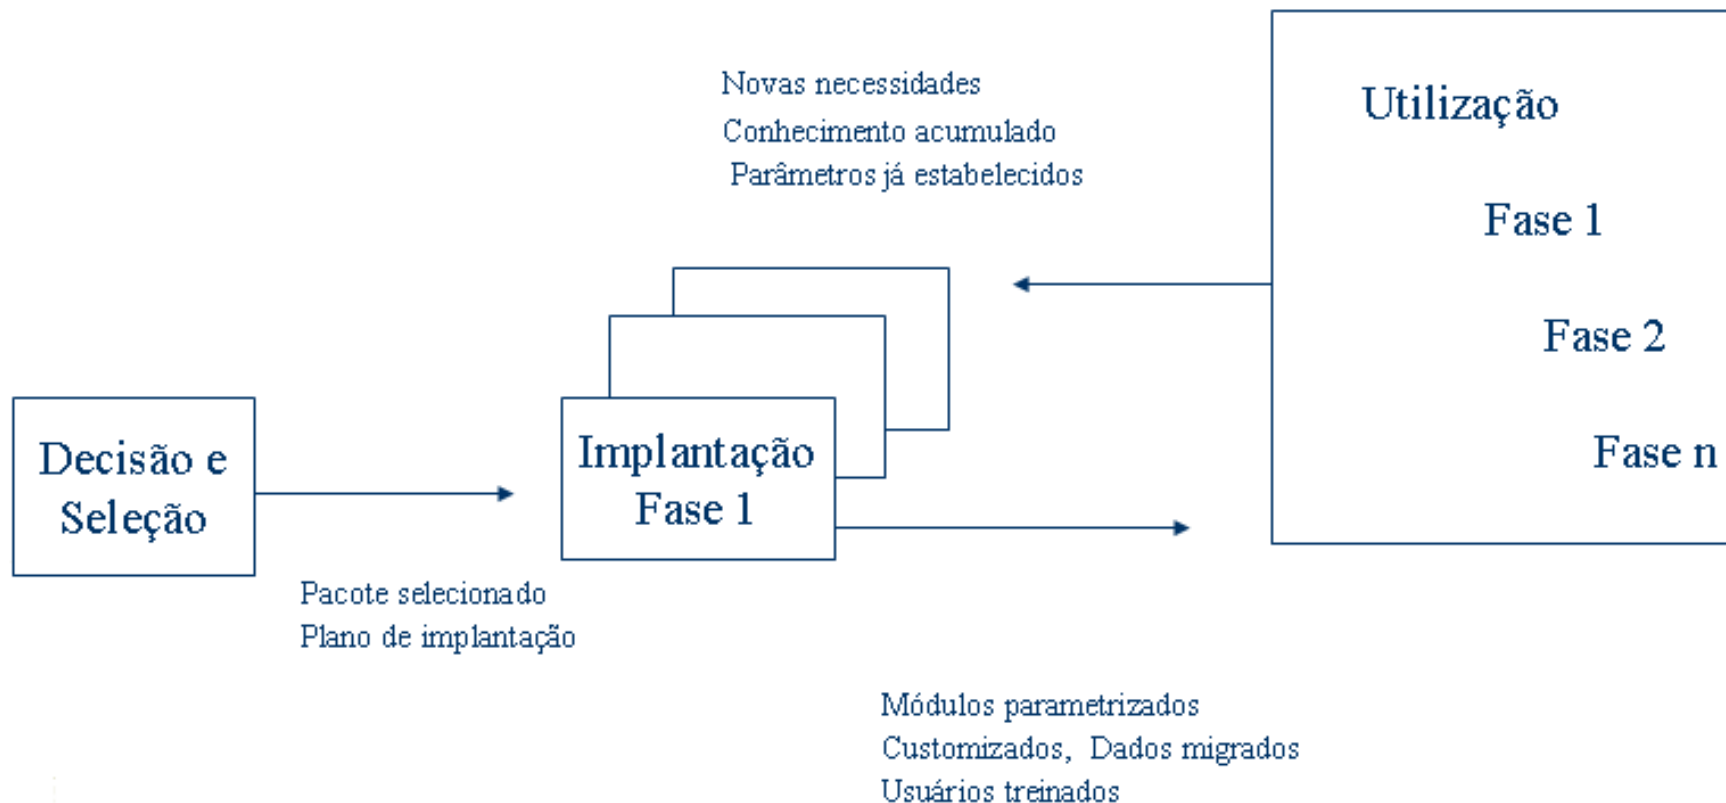 Novas necessidades
Conhecimento acumulado
Parâmetros já estabelecidos
Utilização
Fase 1
Fase 2
Fase n
Decisão e
Seleção
Implantação
Fase 1
Pacote selecionado
Plano de implantação
Módulos parametrizados
Customizados, Dados migrados
Usuários treinados